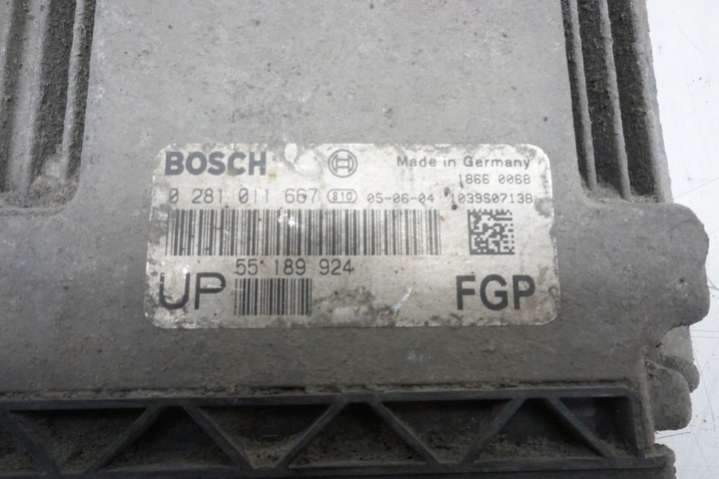 BOSCH Made in Germany
1866 0068
0 281 011 667 810 05-06-04 1039S07138
55 189 924
UP FGP